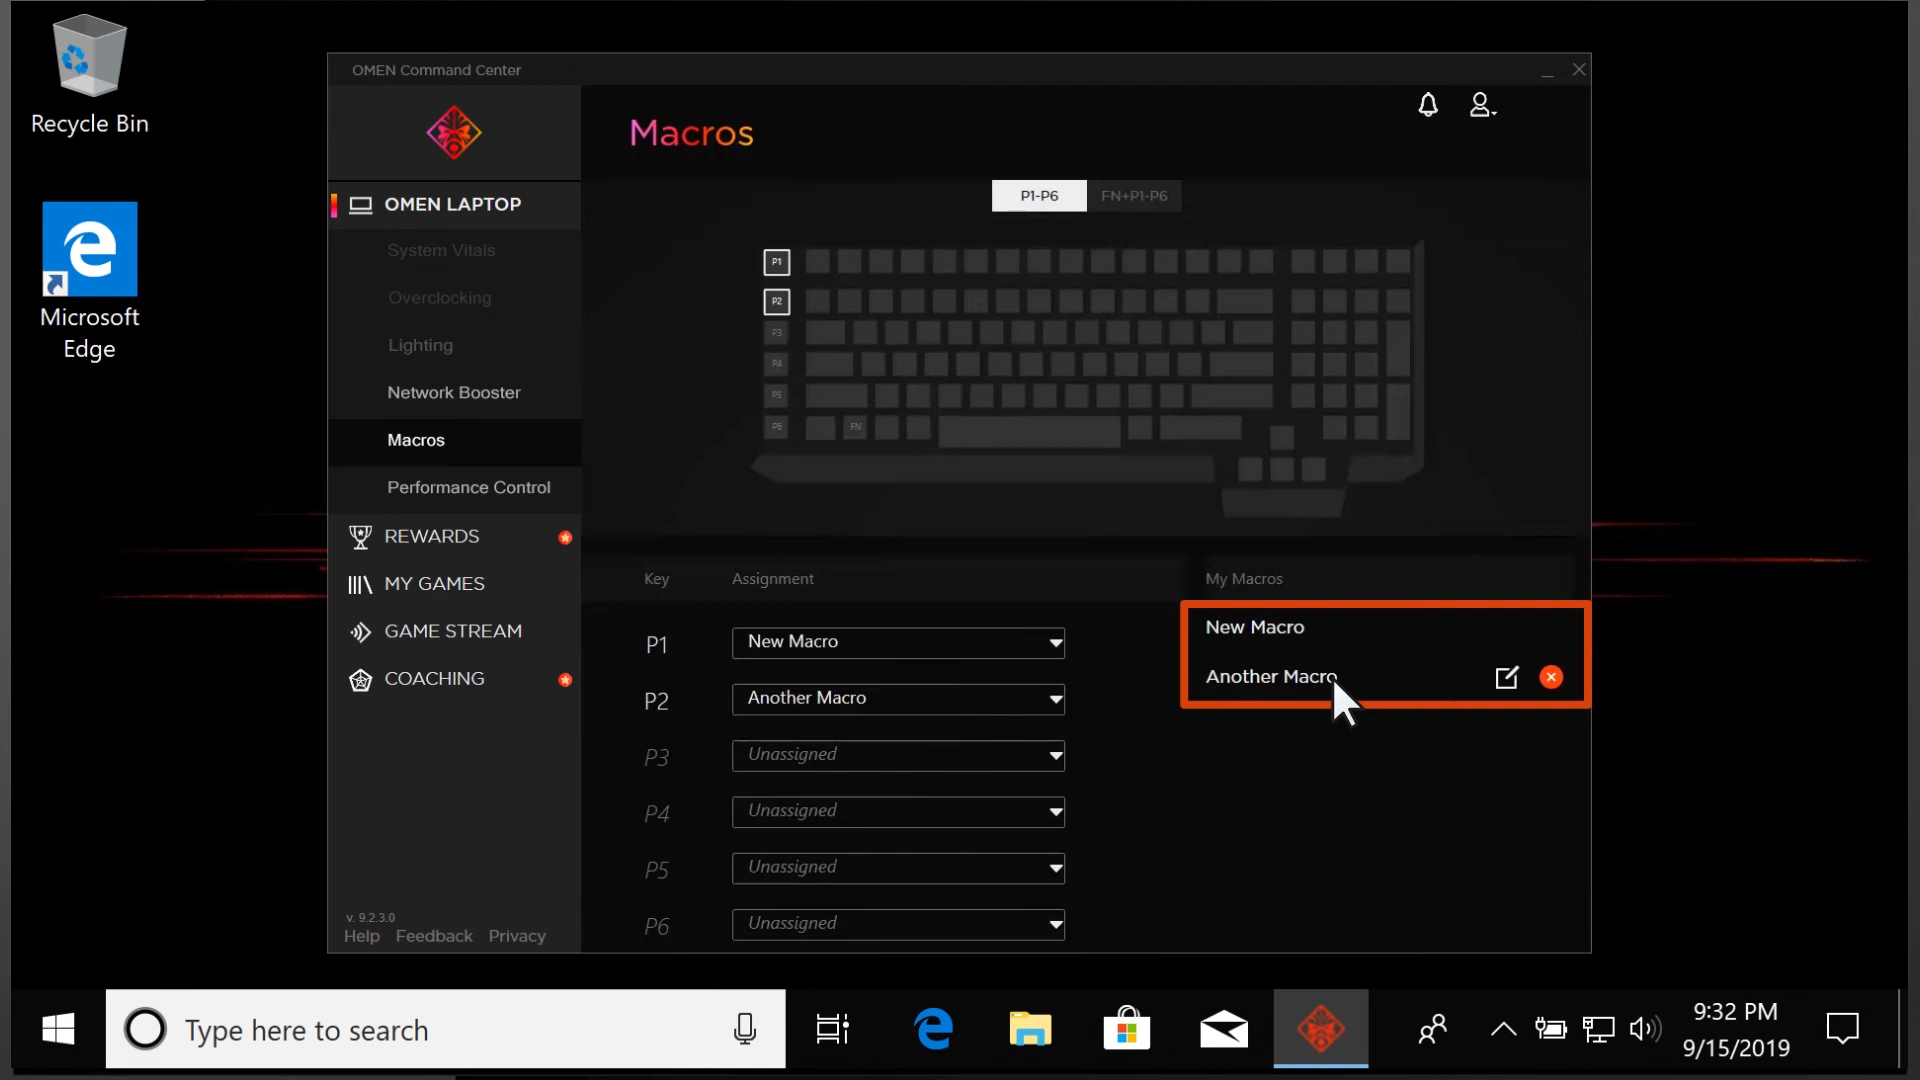 Recycle Bin
Microsoft
Edge
OMEN Command Center
Macros
OMEN LAPTOP
System Vitals
Overclocking
Lighting
Network Booster
Macros
Performance Control
REWARDS
MY GAMES
GAME STREAM
COACHING
v. 9.2.3.0
Help Feedback Privacy
P1-P6 FN+P1-P6
P1
P2
P3
P4
P5
P6 FN
Key Assignment My Macros
P1 New Macro
P2 Another Macro
P3 Unassigned
P4 Unassigned
P5 Unassigned
P6 Unassigned
New Macro
Another Macro
Type here to search
9:32 PM
9/15/2019